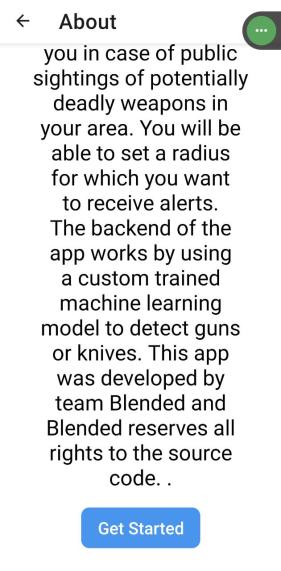 About
you in case of public
sightings of potentially
deadly weapons in
your area. You will be
able to set a radius
for which you want
to receive alerts.
The backend of the
app works by using
a custom trained
machine learning
model to detect guns
or knives. This app
was developed by
team Blended and
Blended reserves all
rights to the source
code. .
Get Started